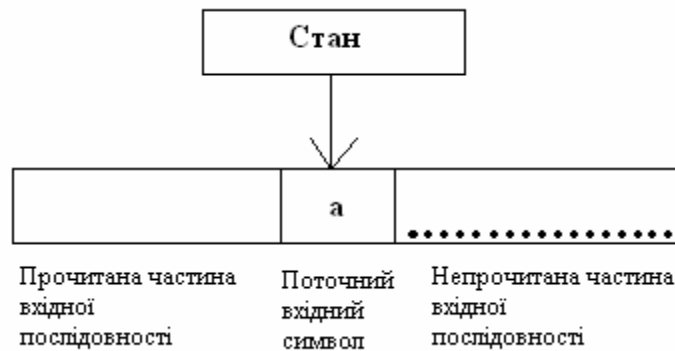 Стан
а
Прочитана частина
вхідної
послідовності
Поточний
вхідний
символ
Непрочитана частина
вхідної
послідовності